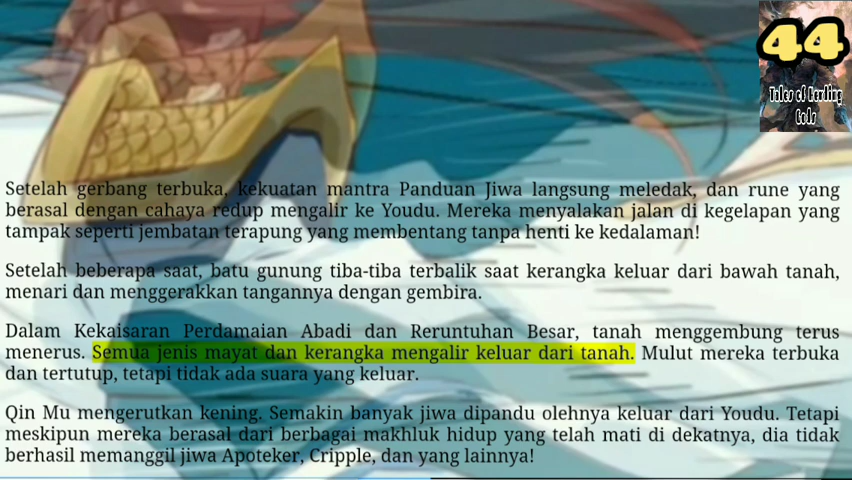 44
Tales of Herding
Gods
Setelah gerbang terbuka, kekuatan mantra Panduan Jiwa langsung meledak, dan rune yang
berasal dengan cahaya redup mengalir ke Youdu. Mereka menyalakan jalan di kegelapan yang
tampak seperti jembatan terapung yang membentang tanpa henti ke kedalaman!
Setelah beberapa saat, batu gunung tiba-tiba terbalik saat kerangka keluar dari bawah tanah,
menari dan menggerakkan tangannya dengan gembira.
Dalam Kekaisaran Perdamaian Abadi dan Reruntuhan Besar, tanah menggembung terus
menerus. Semua jenis mayat dan kerangka mengalir keluar dari tanah. Mulut mereka terbuka
dan tertutup, tetapi tidak ada suara yang keluar.
Qin Mu mengerutkan kening. Semakin banyak jiwa dipandu olehnya keluar dari Youdu. Tetapi
meskipun mereka berasal dari berbagai makhluk hidup yang telah mati di dekatnya, dia tidak
berhasil memanggil jiwa Apoteker, Cripple, dan yang lainnya!